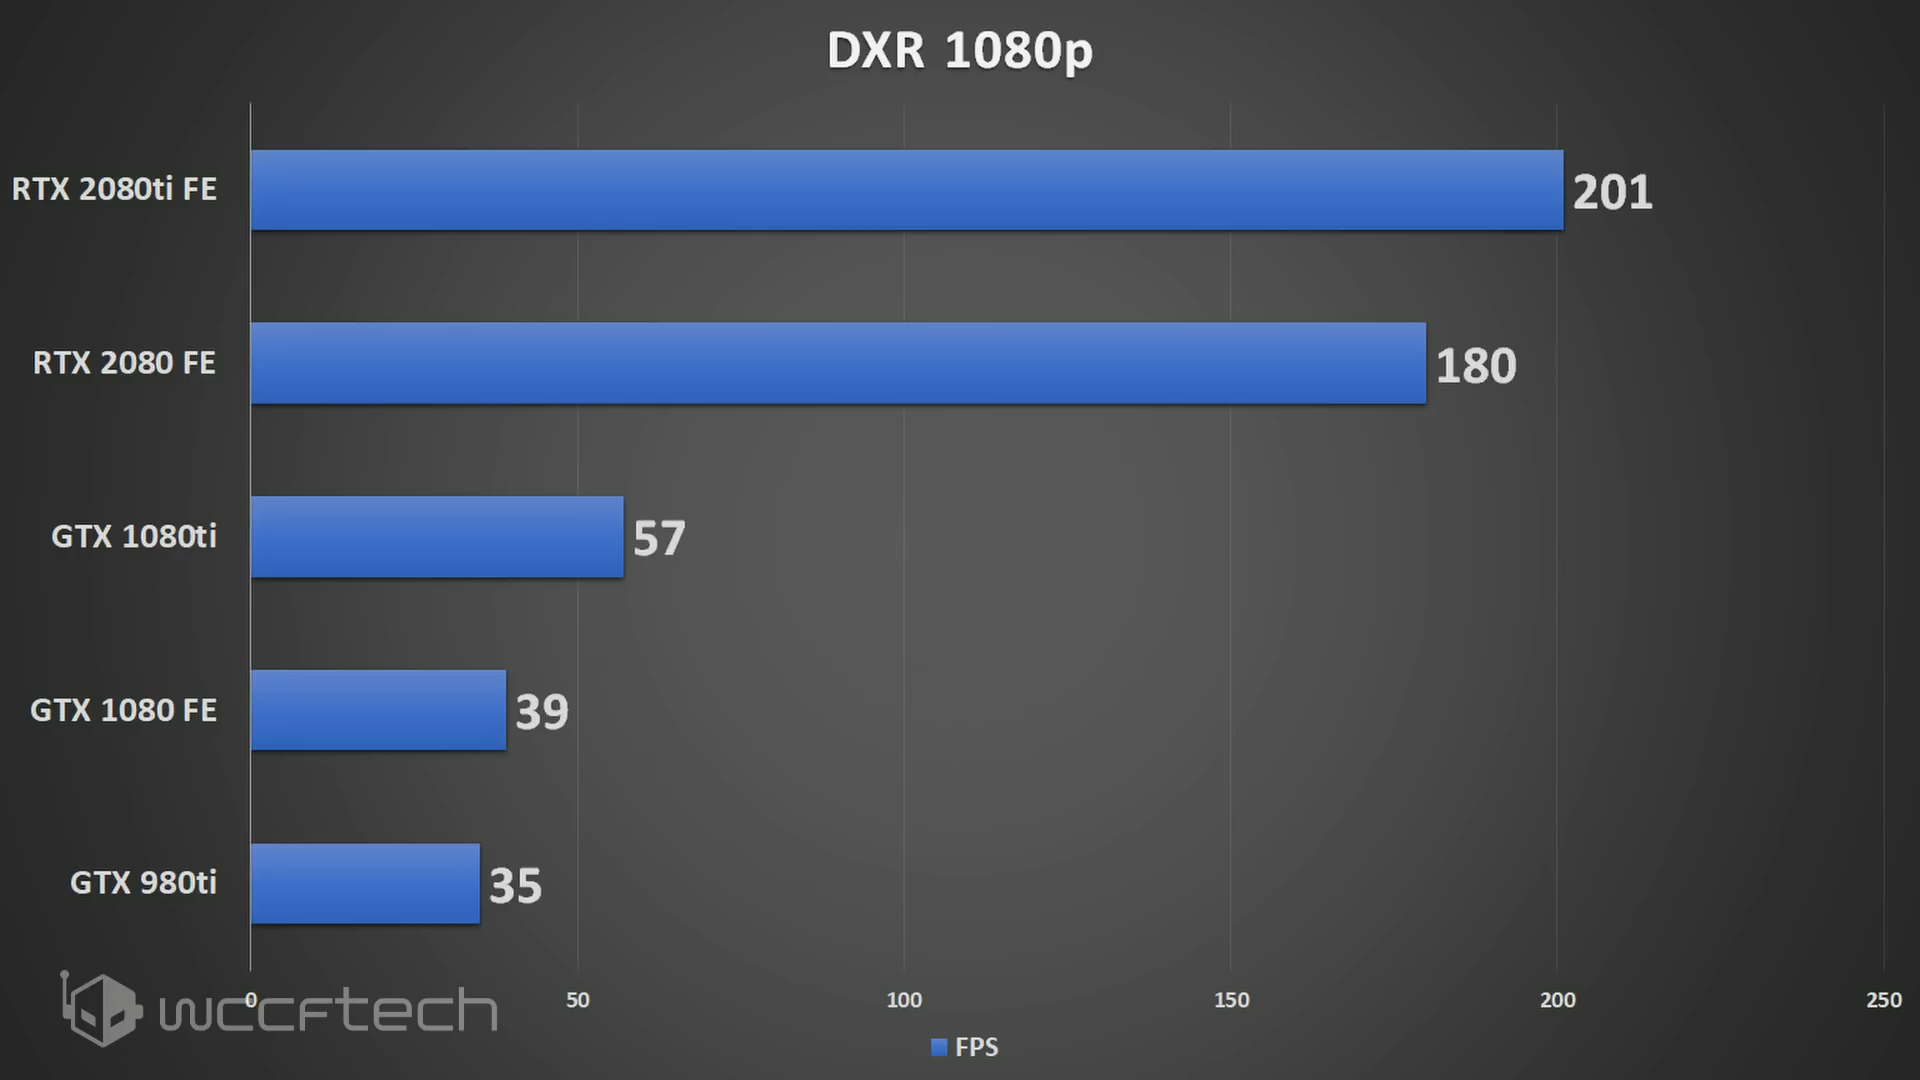 DXR 1080p
RTX 2080ti FE
201
RTX 2080 FE
180
GTX 1080ti
57
GTX 1080 FE
39
GTX 980ti
35
0 50 100 150 200 250
wccftech
FPS